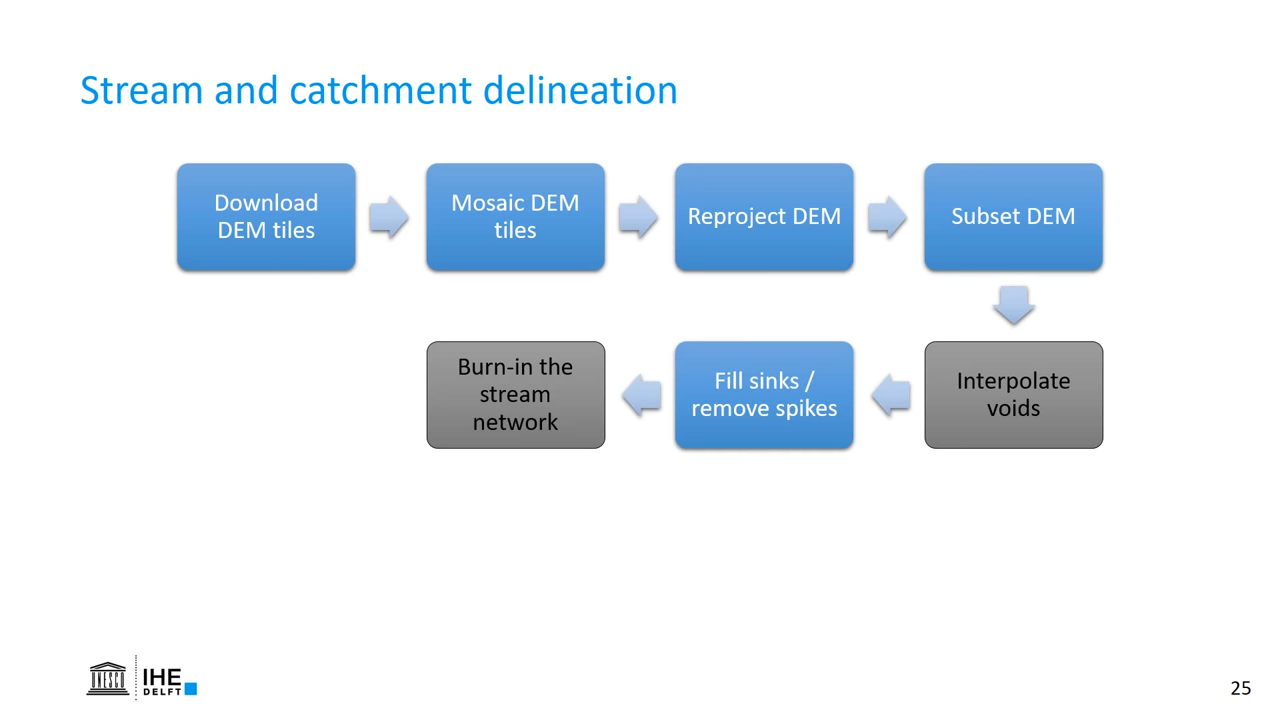 Stream and catchment delineation
Download
DEM tiles
Mosaic DEM
tiles
Reproject DEM
Subset DEM
Interpolate
voids
Fill sinks /
remove spikes
Burn-in the
stream
network
UNESCO
IHE
DELFT
25